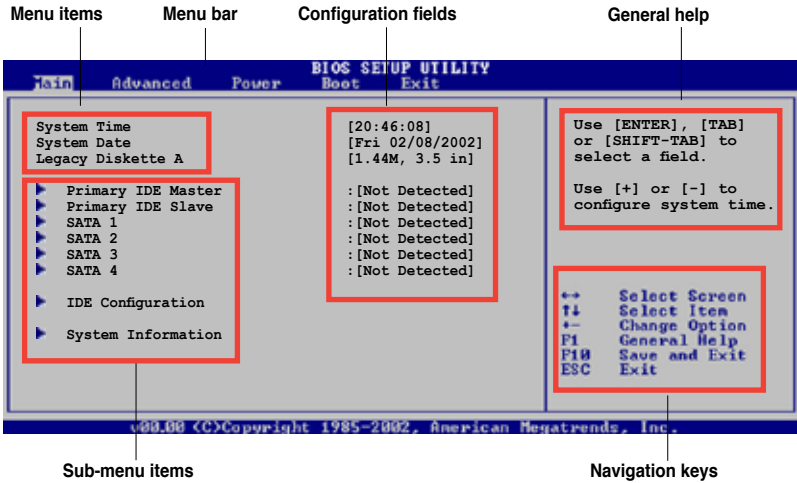 Menu items Menu bar Configuration fields General help
BIOS SETUP UTILITY
Main Advanced Power Boot Exit
System Time [20:46:08]
System Date [Fri 02/08/2002]
Legacy Diskette A [1.44M, 3.5 in]
Primary IDE Master :[Not Detected]
Primary IDE Slave :[Not Detected]
SATA 1 :[Not Detected]
SATA 2 :[Not Detected]
SATA 3 :[Not Detected]
SATA 4 :[Not Detected]
IDE Configuration
System Information
Use [ENTER], [TAB]
or [SHIFT-TAB] to
select a field.
Use [+] or [-] to
configure system time.
↔ Select Screen
↑↓ Select Item
+- Change Option
F1 General Help
F10 Save and Exit
ESC Exit
v00.00 (C)Copyright 1985-2002, American Megatrends, Inc.
Sub-menu items Navigation keys